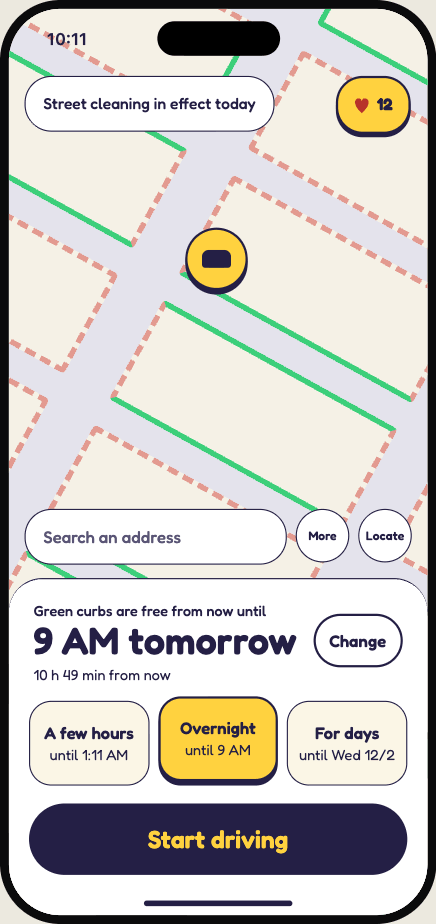 10:11
Street cleaning in effect today
12
Search an address
More
Locate
Green curbs are free from now until
9 AM tomorrow
Change
10 h 49 min from now
A few hours
until 1:11 AM
Overnight
until 9 AM
For days
until Wed 12/2
Start driving